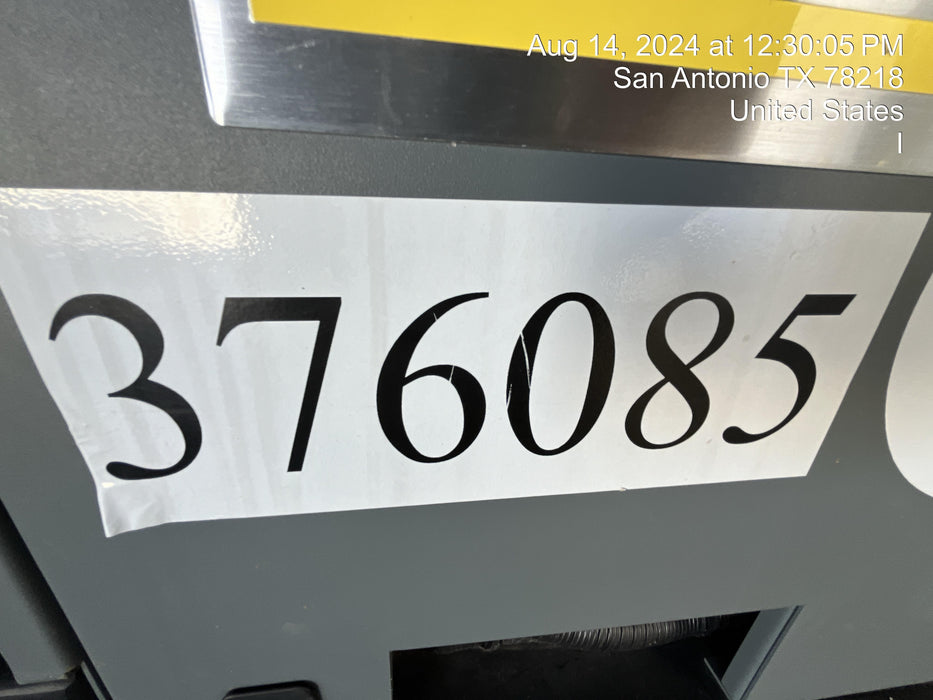 Aug 14, 2024 at 12:30:05 PM
San Antonio TX 78218
United States
I
376085